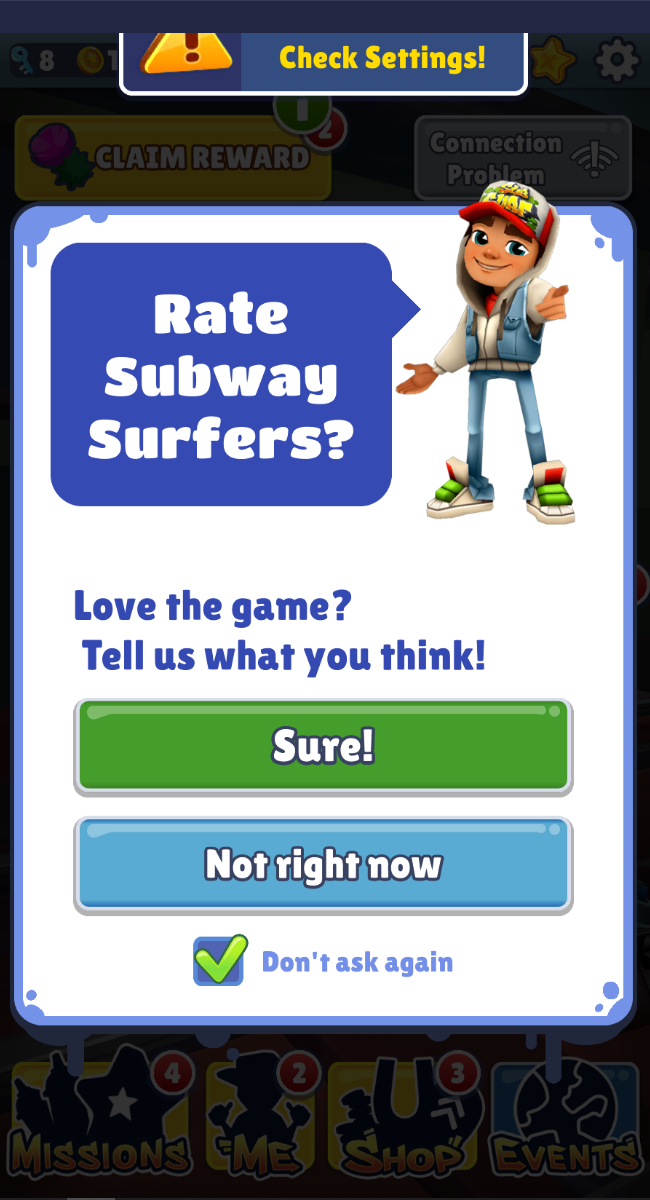 Check Settings!
8
1
2
CLAIM REWARD
Connection
Problem
Rate
Subway
Surfers?
Love the game?
Tell us what you think!
Sure!
Not right now
Don't ask again
4
2
3
MISSIONS
ME
SHOP
EVENTS